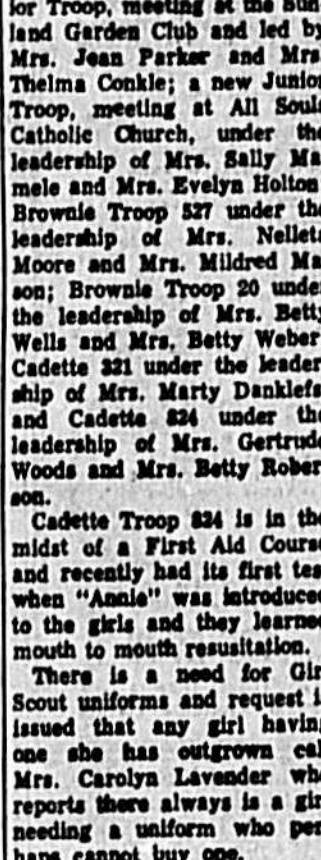 ior Troop, meeting at the Sun-
land Garden Club and led by
Mrs. Jean Parker and Mrs.
Thelma Conkle; a new Junior
Troop, meeting at All Souls
Catholic Church, under the
leadership of Mrs. Sally Ma
mele and Mrs. Evelyn Holton
Brownie Troop 527 under the
leadership of Mrs. Nelleta
Moore and Mrs. Mildred Ma
son; Brownie Troop 20 under
the leadership of Mrs. Betty
Wells and Mrs. Betty Weber
Cadette 321 under the leader
ship of Mrs. Marty Danklefs
and Cadette 824 under the
leadership of Mrs. Gertrude
Woods and Mrs. Betty Rober
son.
Cadette Troop 824 is in the
midst of a First Aid Course
and recently had its first test
when "Annie" was introduced
to the girls and they learned
mouth to mouth resusitation.
There is a need for Girl
Scout uniforms and request is
issued that any girl having
one she has outgrown call
Mrs. Carolyn Lavender who
reports there always is a girl
needing a uniform who per
haps cannot buy one.